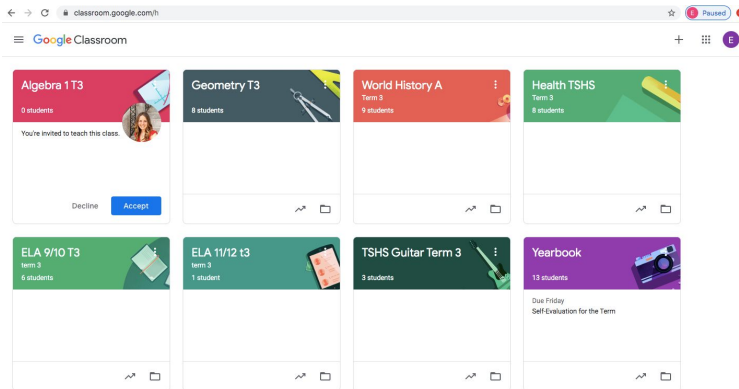 classroom.google.com/h
E Paused
Google Classroom
E
Algebra 1 T3
0 students
You're invited to teach this class.
Decline Accept
Geometry T3
8 students
World History A
Term 3
9 students
Health TSHS
Term 3
8 students
ELA 9/10 T3
term 3
6 students
ELA 11/12 t3
term 3
1 student
TSHS Guitar Term 3
3 students
Yearbook
13 students
Due Friday
Self-Evaluation for the Term